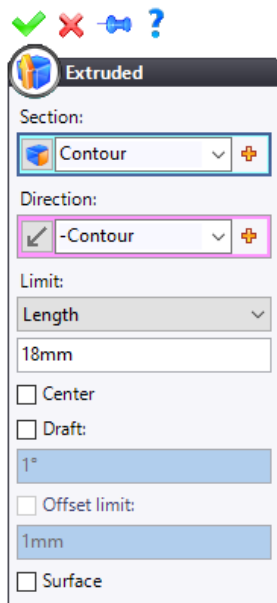 ?
Extruded
Section:
Contour
Direction:
-Contour
Limit:
Length
18mm
Center
Draft:
1°
Offset limit:
1mm
Surface